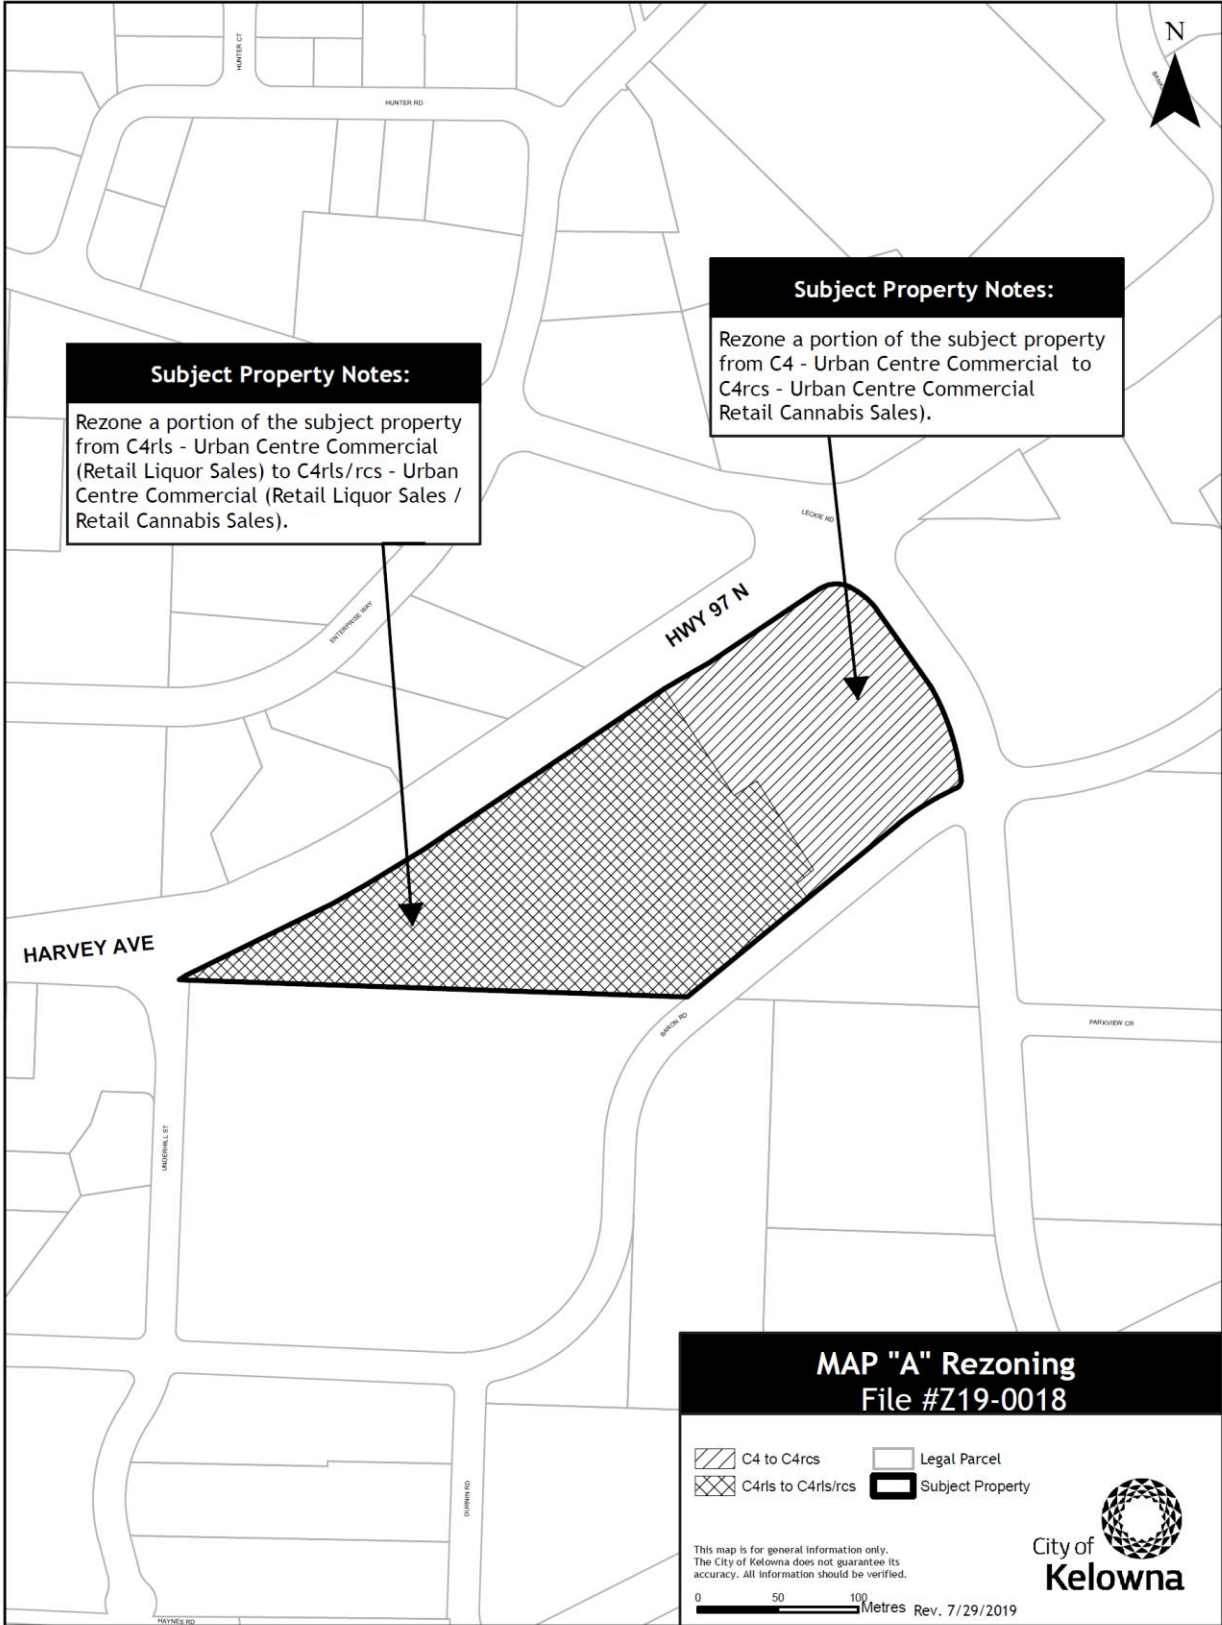 N
HUNTER CT
HUNTER RD
Subject Property Notes:
Rezone a portion of the subject property
from C4 - Urban Centre Commercial to
C4rcs - Urban Centre Commercial
Retail Cannabis Sales).
Subject Property Notes:
Rezone a portion of the subject property
from C4rls - Urban Centre Commercial
(Retail Liquor Sales) to C4rls/rcs - Urban
Centre Commercial (Retail Liquor Sales /
Retail Cannabis Sales).
LECKIE RD
ENTERPRISE WAY
HWY 97 N
HARVEY AVE
BARON RD
PARKVIEW CR
UNDERHILL ST
DURNIN RD
HAYNES RD
MAP "A" Rezoning
File #Z19-0018
C4 to C4rcs
Legal Parcel
C4rls to C4rls/rcs
Subject Property
This map is for general information only.
The City of Kelowna does not guarantee its
accuracy. All information should be verified.
0 50 100 Metres
Rev. 7/29/2019
City of
Kelowna